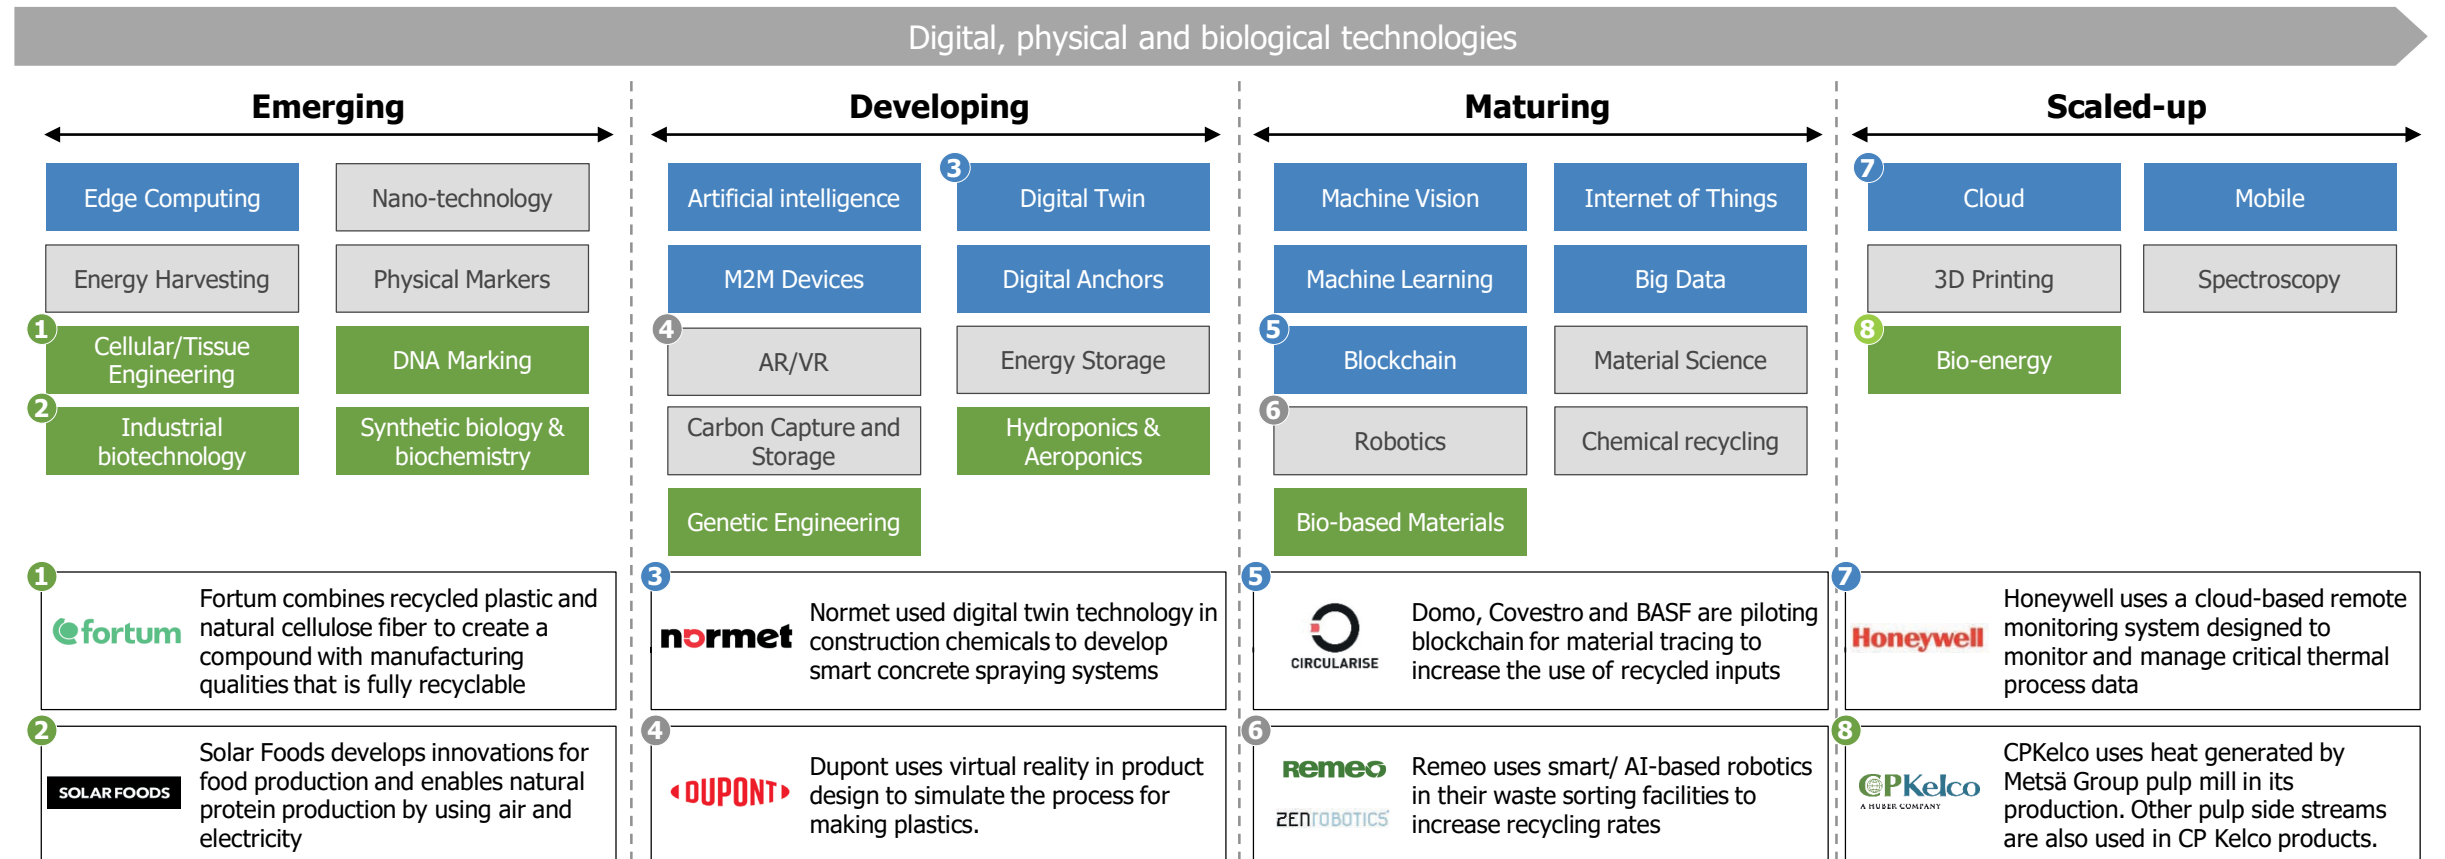 Digital, physical and biological technologies
Emerging
Edge Computing
Nano-technology
Energy Harvesting
Physical Markers
1
Cellular/Tissue
Engineering
DNA Marking
2
Industrial
biotechnology
Synthetic biology &
biochemistry
Developing
Artificial intelligence
3
Digital Twin
M2M Devices
Digital Anchors
4
AR/VR
Energy Storage
Carbon Capture and
Storage
Hydroponics &
Aeroponics
Genetic Engineering
Maturing
Machine Vision
Internet of Things
Machine Learning
Big Data
5
Blockchain
Material Science
6
Robotics
Chemical recycling
Bio-based Materials
Scaled-up
7
Cloud
Mobile
3D Printing
Spectroscopy
8
Bio-energy
1
fortum
Fortum combines recycled plastic and
natural cellulose fiber to create a
compound with manufacturing
qualities that is fully recyclable
2
SOLAR FOODS
Solar Foods develops innovations for
food production and enables natural
protein production by using air and
electricity
3
normet
Normet used digital twin technology in
construction chemicals to develop
smart concrete spraying systems
4
DUPONT
Dupont uses virtual reality in product
design to simulate the process for
making plastics.
5
CIRCULARISE
Domo, Covestro and BASF are piloting
blockchain for material tracing to
increase the use of recycled inputs
6
Remeo
ZENROBOTICS
Remeo uses smart/ AI-based robotics
in their waste sorting facilities to
increase recycling rates
7
Honeywell
Honeywell uses a cloud-based remote
monitoring system designed to
monitor and manage critical thermal
process data
8
CPKelco
A HUBER COMPANY
CPKelco uses heat generated by
Metsä Group pulp mill in its
production. Other pulp side streams
are also used in CP Kelco products.